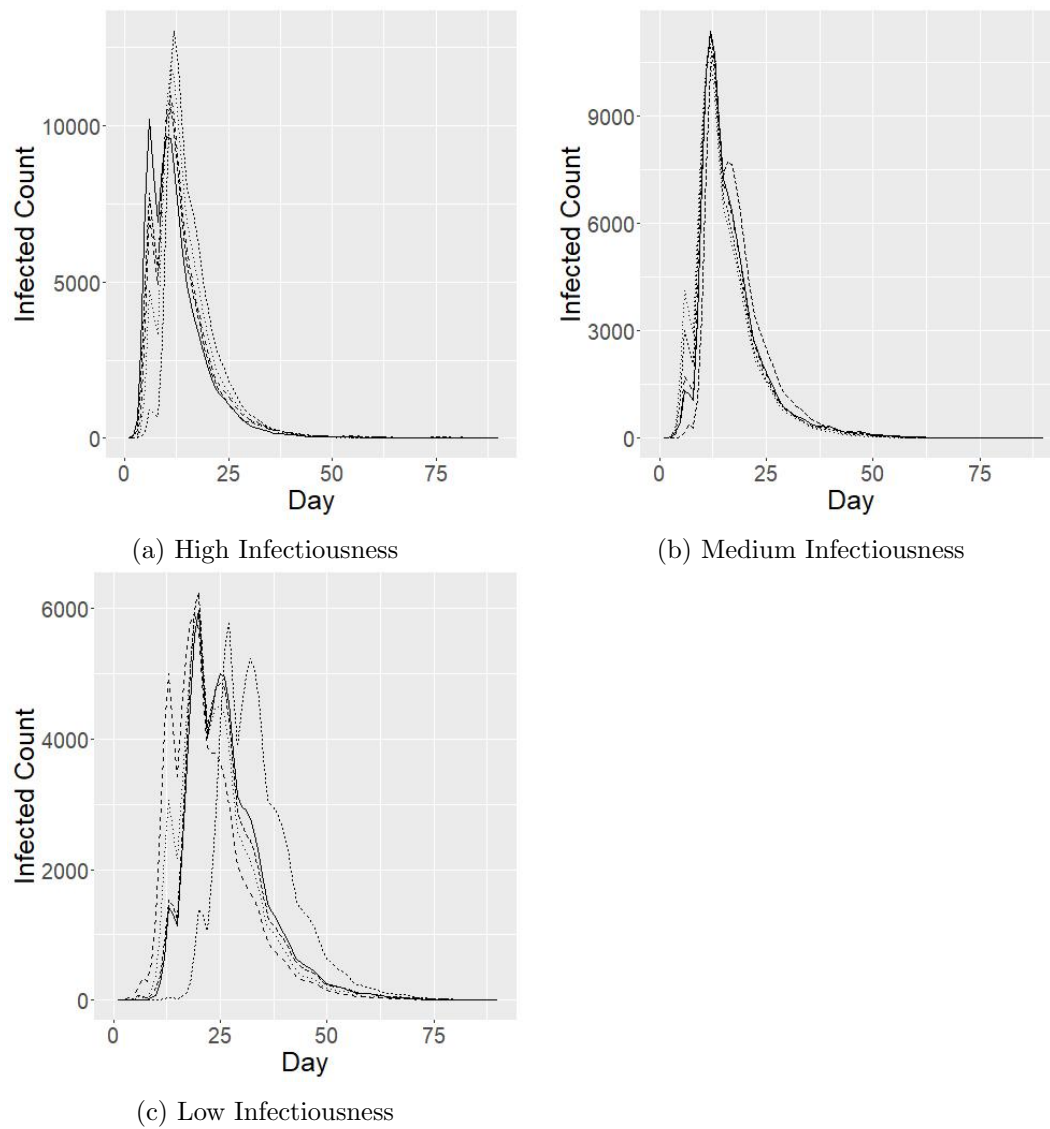 Infected Count
10000
5000
0
0 25 50 75
Day
(a) High Infectiousness
Infected Count
9000
6000
3000
0
0 25 50 75
Day
(b) Medium Infectiousness
Infected Count
6000
4000
2000
0
0 25 50 75
Day
(c) Low Infectiousness